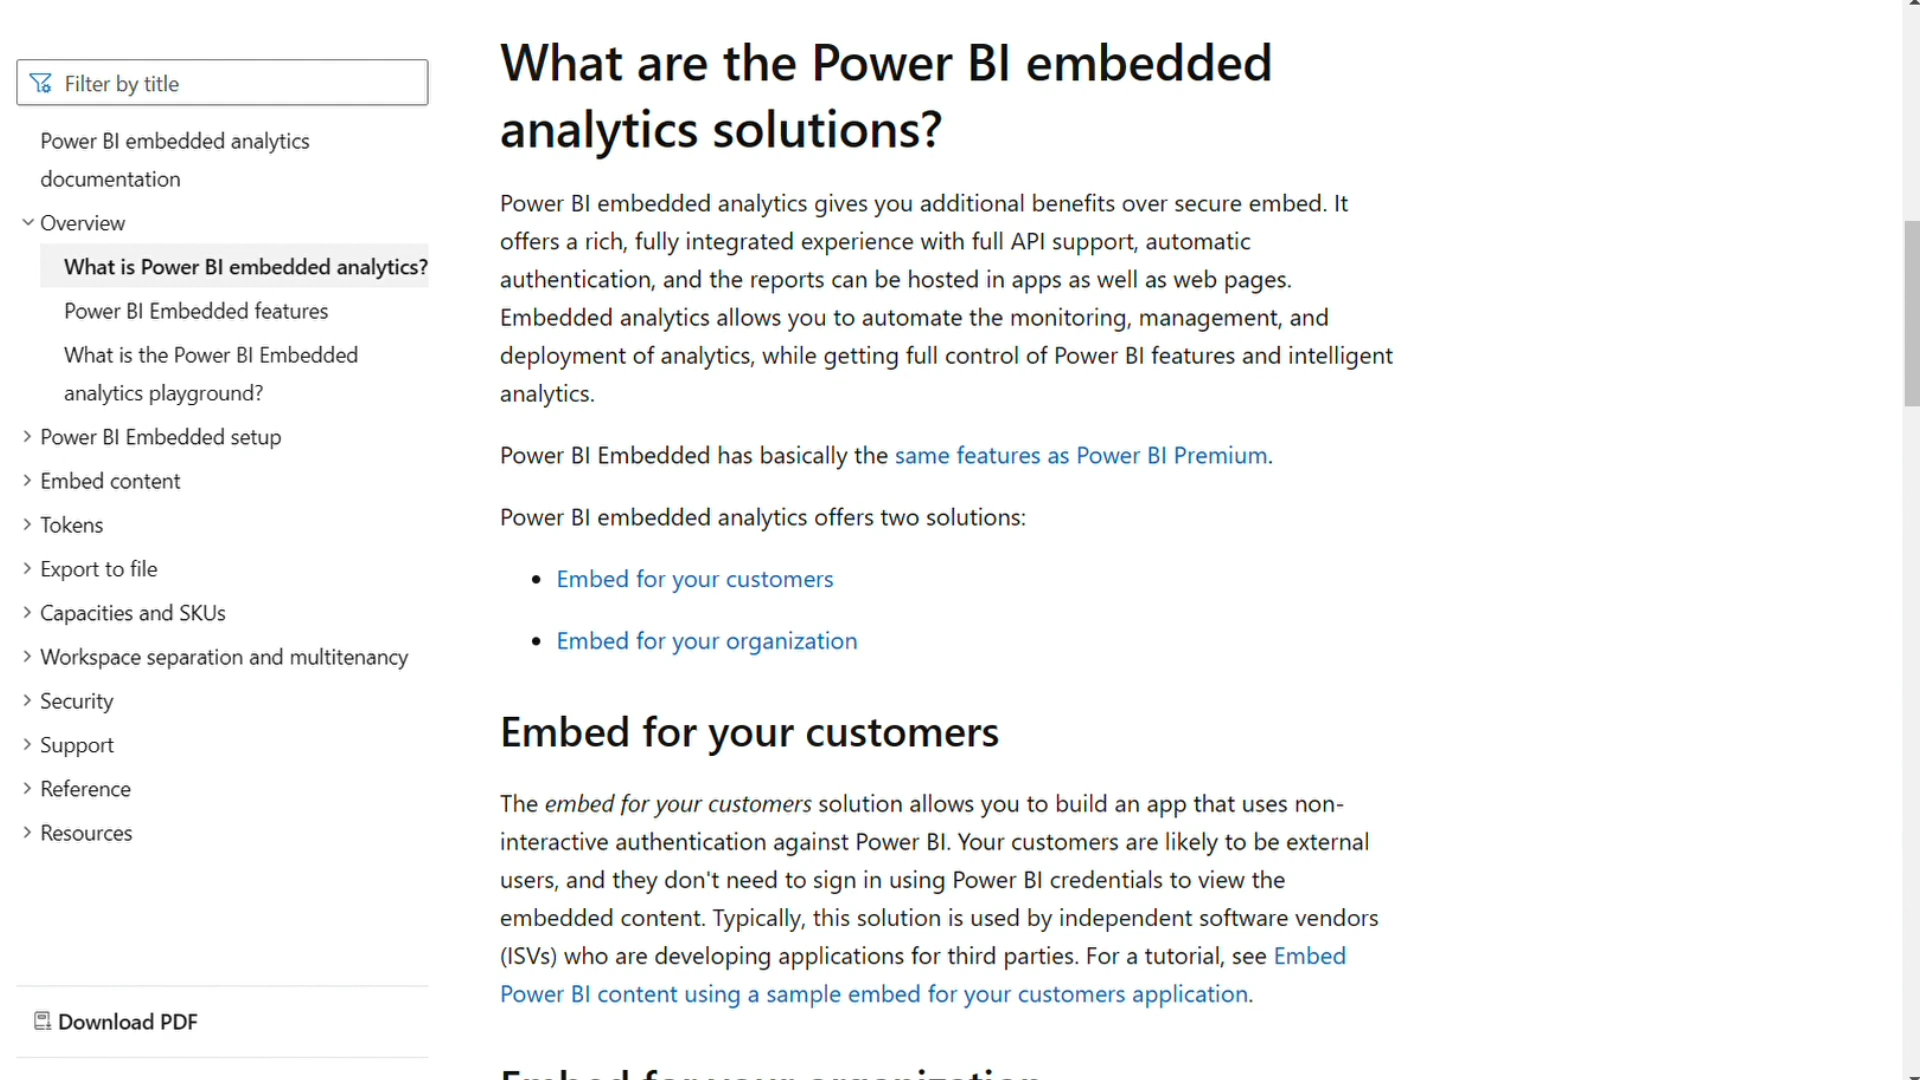 Filter by title
Power BI embedded analytics
documentation
Overview
What is Power BI embedded analytics?
Power BI Embedded features
What is the Power BI Embedded
analytics playground?
Power BI Embedded setup
Embed content
Tokens
Export to file
Capacities and SKUs
Workspace separation and multitenancy
Security
Support
Reference
Resources
Download PDF
What are the Power BI embedded
analytics solutions?
Power BI embedded analytics gives you additional benefits over secure embed. It
offers a rich, fully integrated experience with full API support, automatic
authentication, and the reports can be hosted in apps as well as web pages.
Embedded analytics allows you to automate the monitoring, management, and
deployment of analytics, while getting full control of Power BI features and intelligent
analytics.
Power BI Embedded has basically the same features as Power BI Premium.
Power BI embedded analytics offers two solutions:
• Embed for your customers
• Embed for your organization
Embed for your customers
The embed for your customers solution allows you to build an app that uses non-
interactive authentication against Power BI. Your customers are likely to be external
users, and they don't need to sign in using Power BI credentials to view the
embedded content. Typically, this solution is used by independent software vendors
(ISVs) who are developing applications for third parties. For a tutorial, see Embed
Power BI content using a sample embed for your customers application.
Embed for your organization